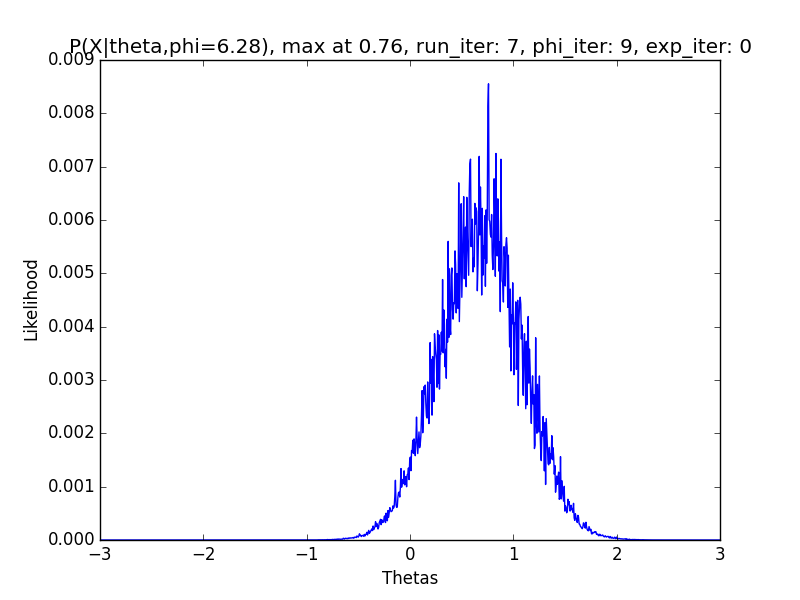 P(X|theta,phi=6.28), max at 0.76, run_iter: 7, phi_iter: 9, exp_iter: 0
0.009
0.008
0.007
0.006
0.005
0.004
0.003
0.002
0.001
0.000
Likelihood
−3 −2 −1 0 1 2 3
Thetas